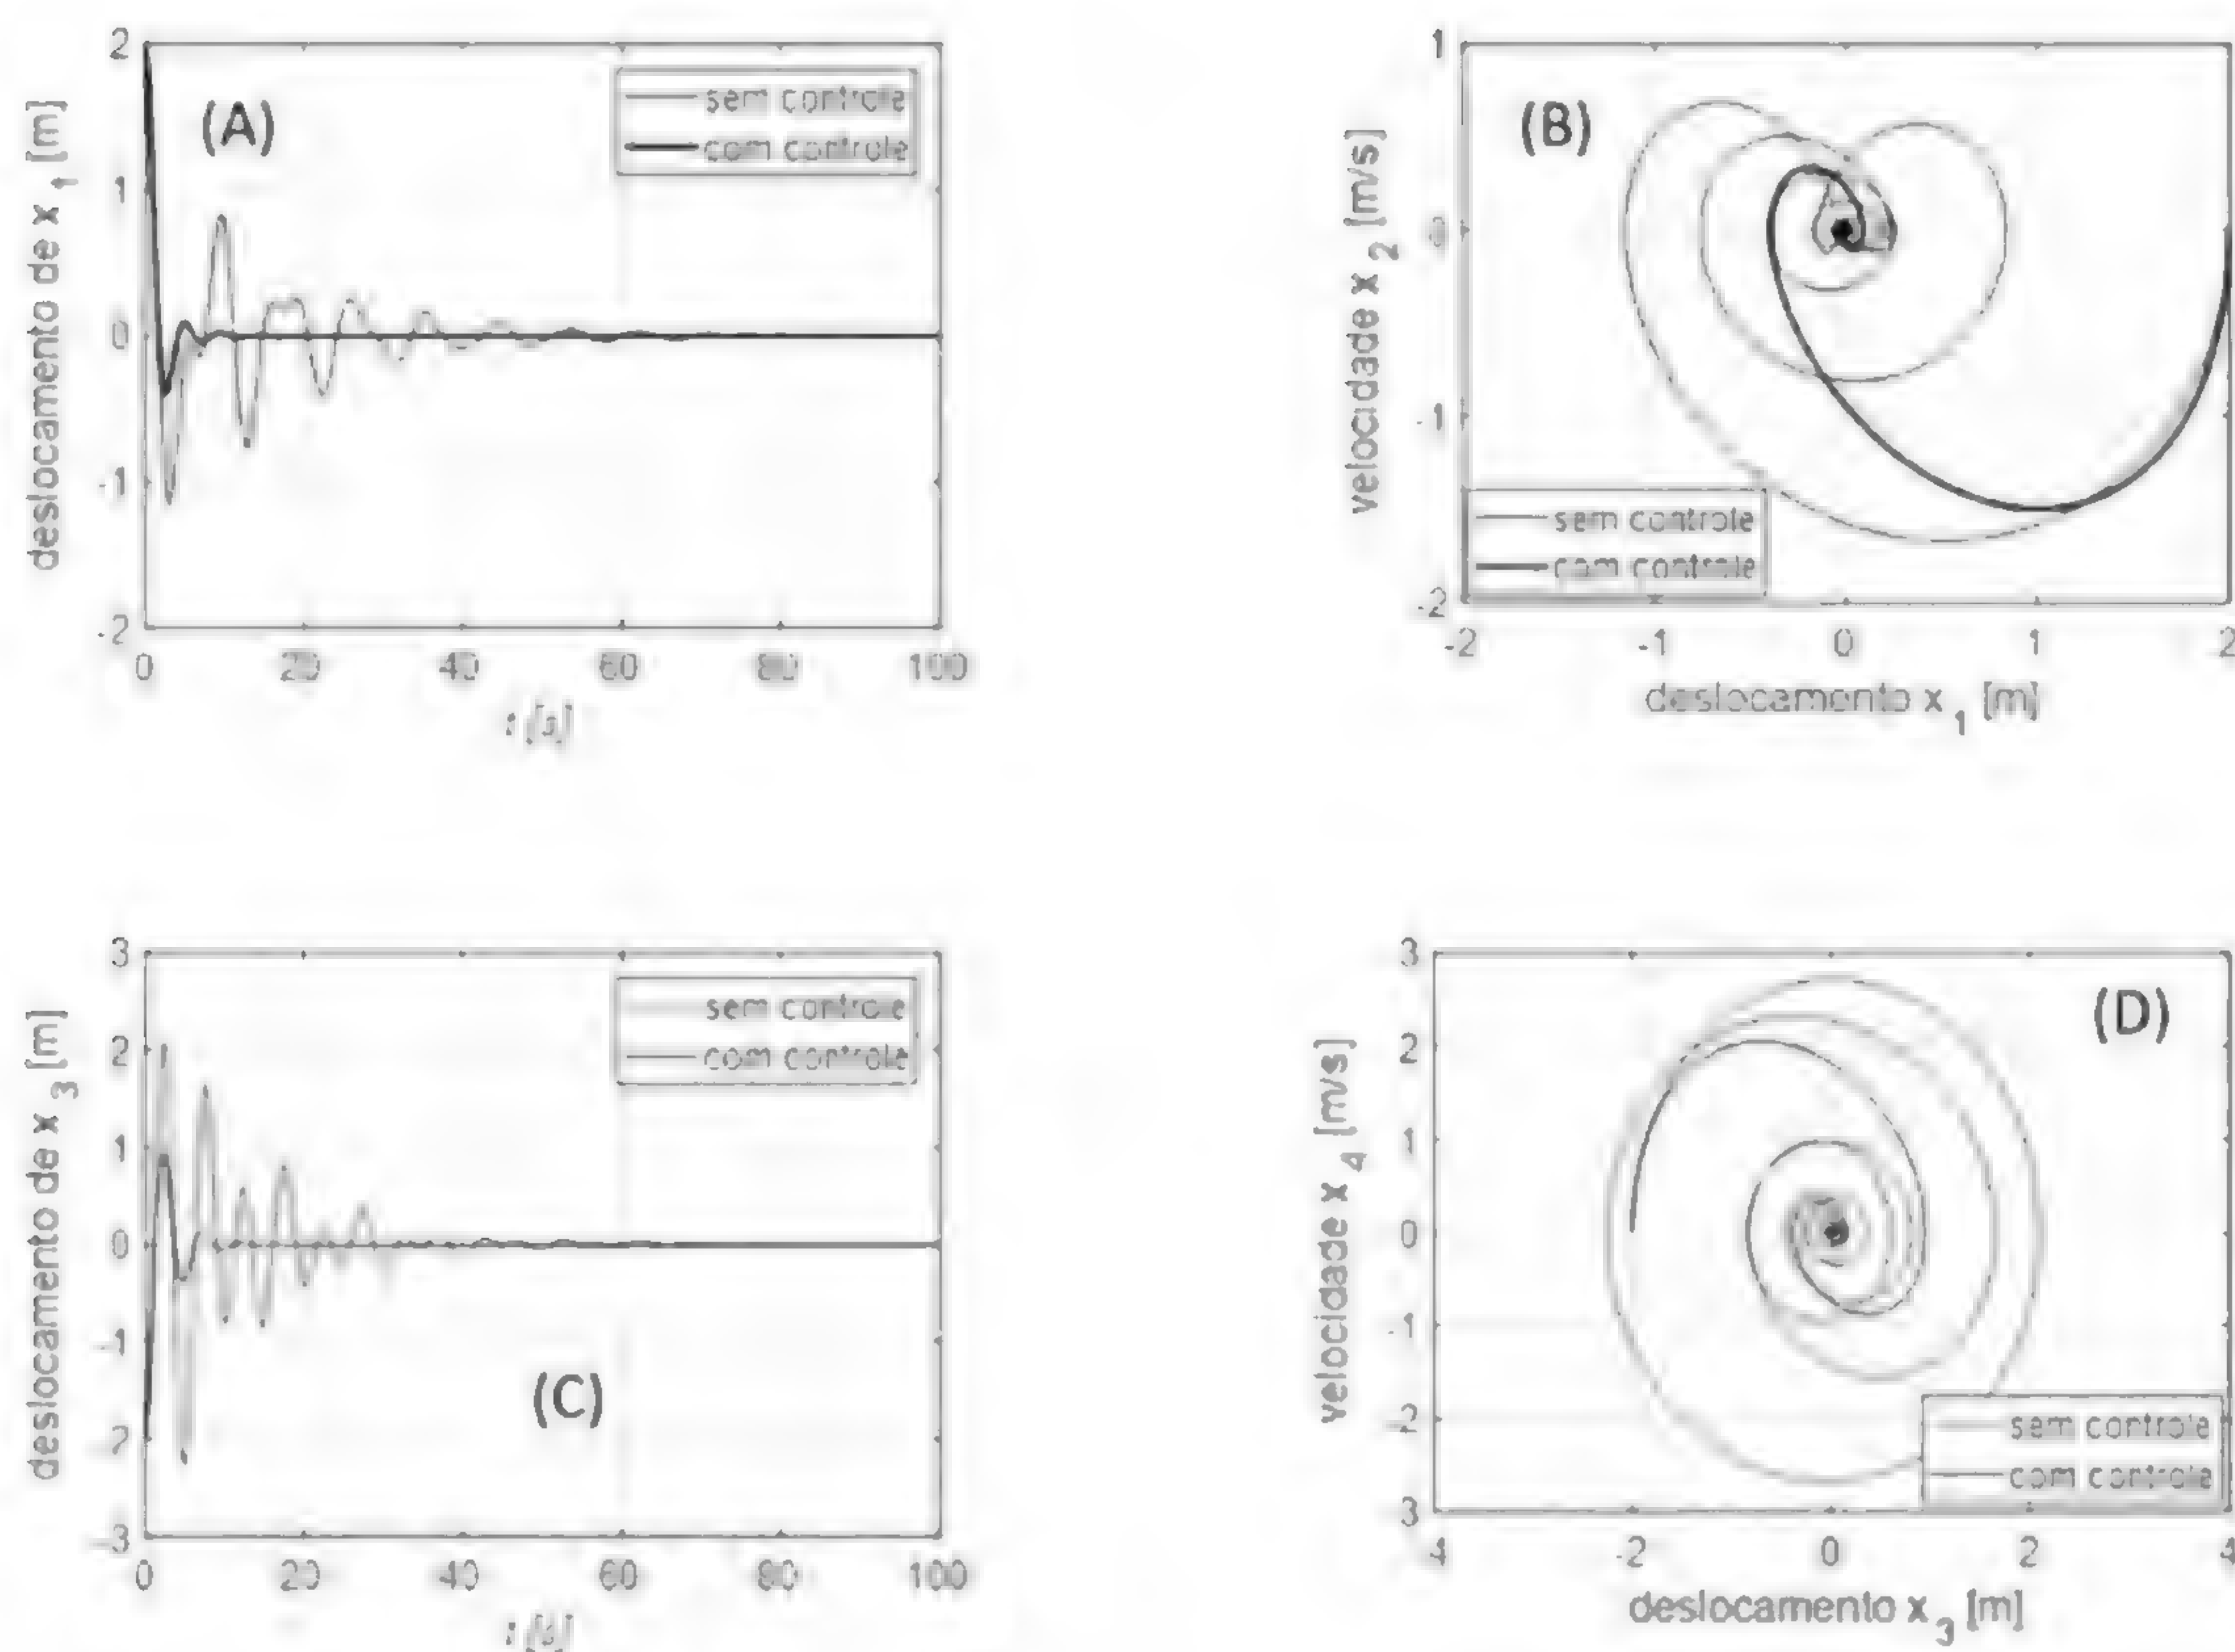 deslocamento de x 1 [m]
2
1
0
-1
-2
(A)
sem controle
com controle
0 20 40 60 80 100
t [s]
velocidade x 2 [m/s]
1
0
-1
-2
(B)
sem controle
com controle
-2 -1 0 1 2
deslocamento x 1 [m]
deslocamento de x 3 [m]
3
2
1
0
-1
-2
-3
sem controle
com controle
(C)
0 20 40 60 80 100
t [s]
velocidade x 4 [m/s]
3
2
1
0
-1
-2
-3
(D)
sem controle
com controle
-4 -2 0 2 4
deslocamento x 3 [m]